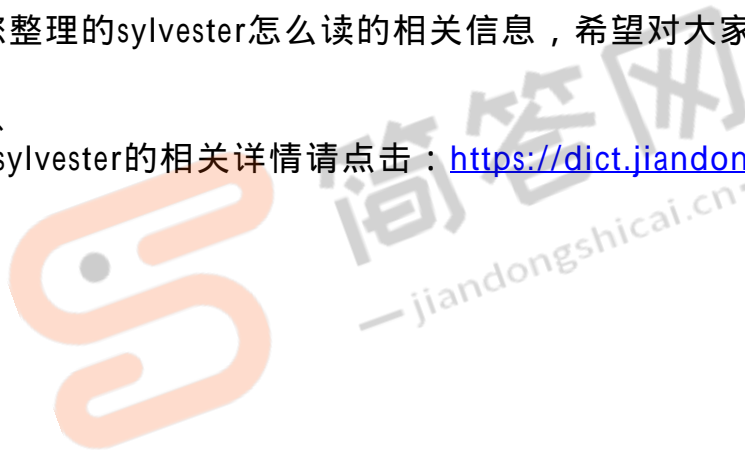 整理的sylvester怎么读的相关信息，希望对大家
、
sylvester的相关详情请点击：https://dict.jiandon
简答网
jiandongshicai.cn